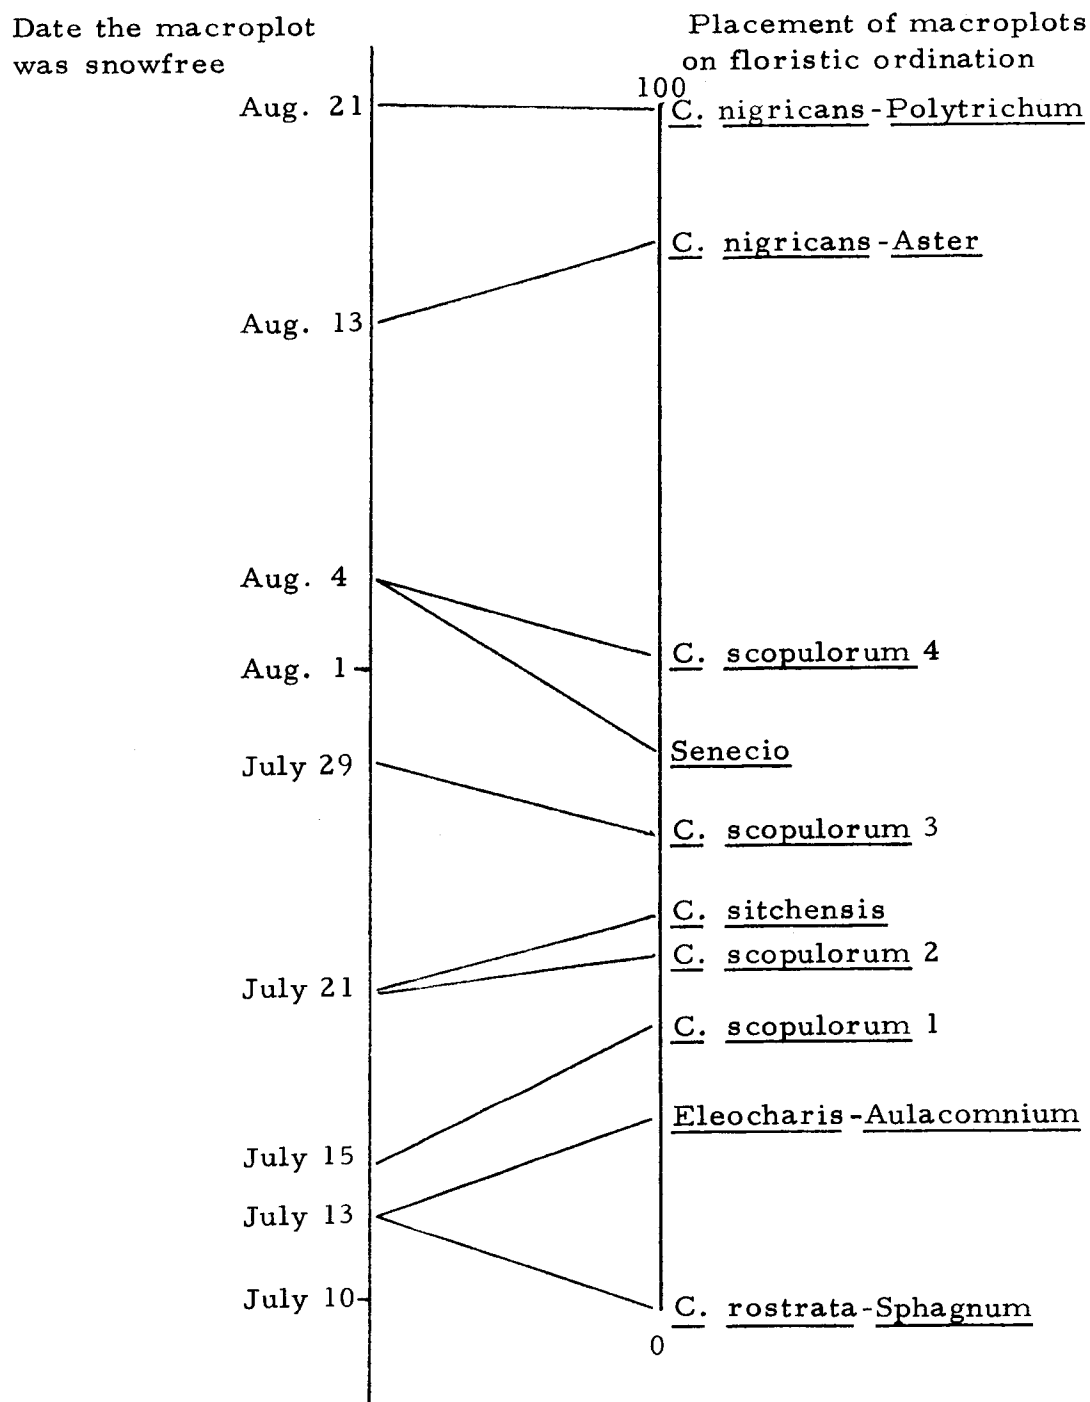 Date the macroplot
was snowfree
Placement of macroplots
on floristic ordination
100
Aug. 21
C. nigricans-Polytrichum
C. nigricans-Aster
Aug. 13
Aug. 4
C. scopulorum 4
Aug. 1
Senecio
July 29
C. scopulorum 3
C. sitchensis
C. scopulorum 2
July 21
C. scopulorum 1
Eleocharis-Aulacomnium
July 15
July 13
July 10
C. rostrata-Sphagnum
0